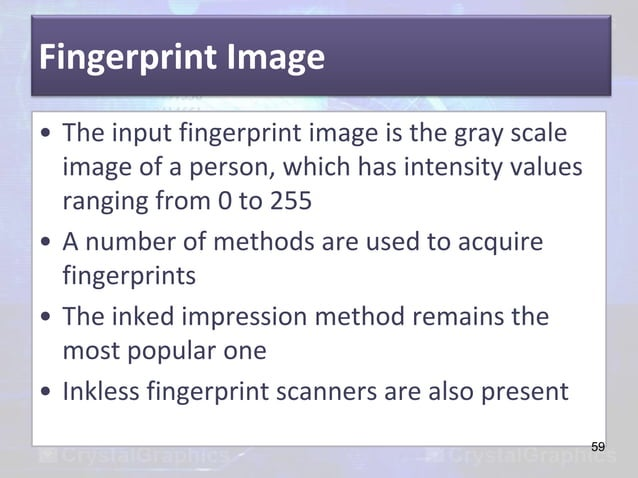 Fingerprint Image
• The input fingerprint image is the gray scale
image of a person, which has intensity values
ranging from 0 to 255
• A number of methods are used to acquire
fingerprints
• The inked impression method remains the
most popular one
• Inkless fingerprint scanners are also present
59
CrystalGraphics
CrystalGraphics